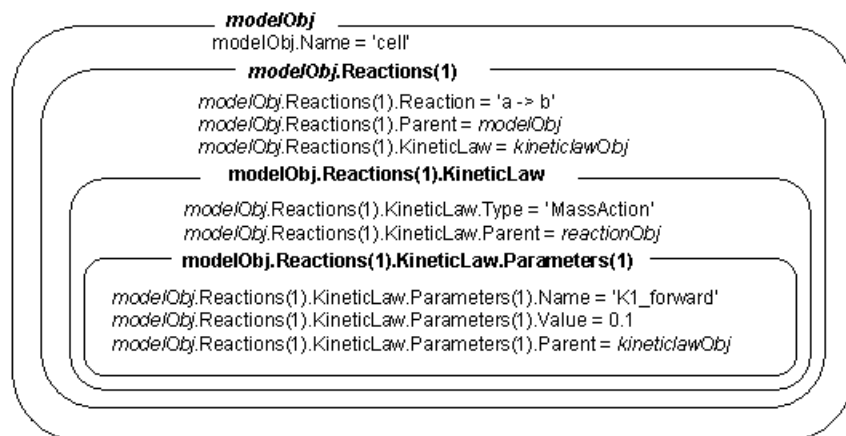 modelObj
modelObj.Name = 'cell'
modelObj.Reactions(1)
modelObj.Reactions(1).Reaction = 'a -> b'
modelObj.Reactions(1).Parent = modelObj
modelObj.Reactions(1).KineticLaw = kineticlawObj
modelObj.Reactions(1).KineticLaw
modelObj.Reactions(1).KineticLaw.Type = 'MassAction'
modelObj.Reactions(1).KineticLaw.Parent = reactionObj
modelObj.Reactions(1).KineticLaw.Parameters(1)
modelObj.Reactions(1).KineticLaw.Parameters(1).Name = 'K1_forward'
modelObj.Reactions(1).KineticLaw.Parameters(1).Value = 0.1
modelObj.Reactions(1).KineticLaw.Parameters(1).Parent = kineticlawObj